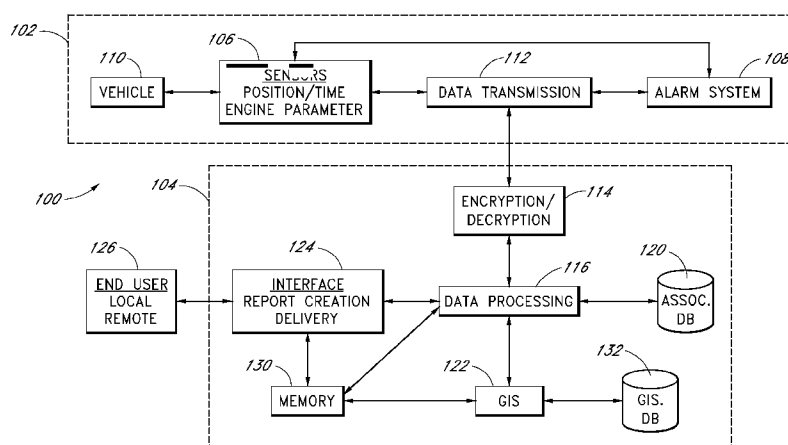 102
110
106
112
108
VEHICLE
SENSORS
POSITION/TIME
ENGINE PARAMETER
DATA TRANSMISSION
ALARM SYSTEM
100
104
ENCRYPTION/
DECRYPTION
114
126
124
116
120
END USER
LOCAL
REMOTE
INTERFACE
REPORT CREATION
DELIVERY
DATA PROCESSING
ASSOC.
DB
130
122
132
MEMORY
GIS
GIS.
DB